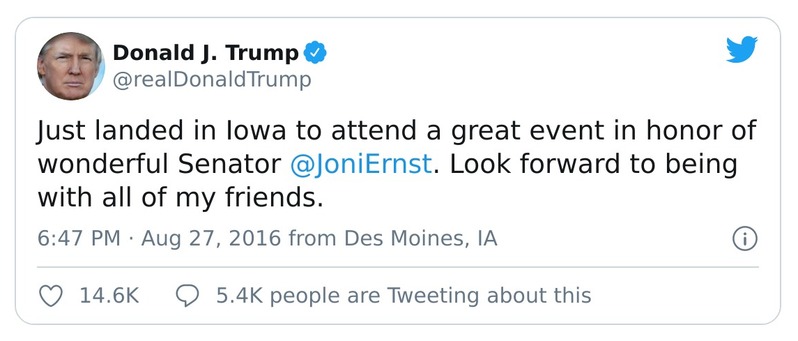 Donald J. Trump
@realDonaldTrump
Just landed in Iowa to attend a great event in honor of
wonderful Senator @JoniErnst. Look forward to being
with all of my friends.
6:47 PM · Aug 27, 2016 from Des Moines, IA
14.6K 5.4K people are Tweeting about this